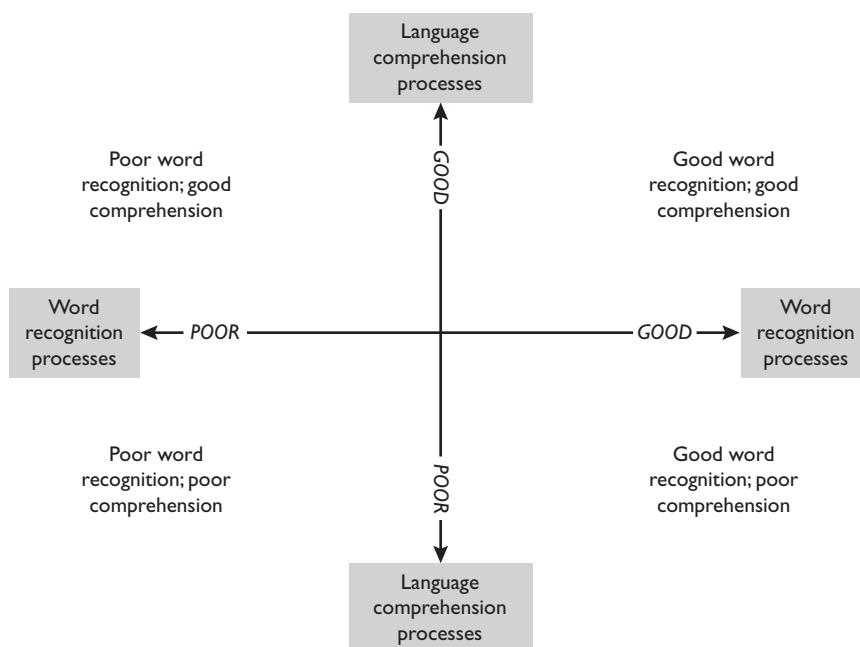 Language
comprehension
processes
GOOD
Poor word
recognition; good
comprehension
Good word
recognition; good
comprehension
Word
recognition
processes
POOR
GOOD
Word
recognition
processes
Poor word
recognition; poor
comprehension
POOR
Good word
recognition; poor
comprehension
Language
comprehension
processes